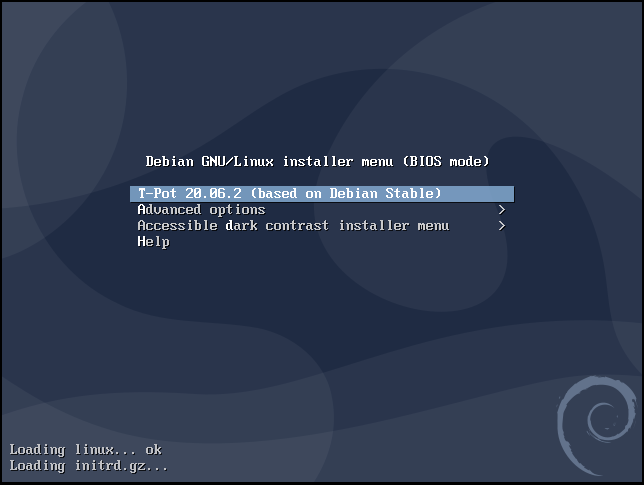 Debian GNU/Linux installer menu (BIOS mode)
T-Pot 20.06.2 (based on Debian Stable)
Advanced options >
Accessible dark contrast installer menu >
Help
Loading linux... ok
Loading initrd.gz...